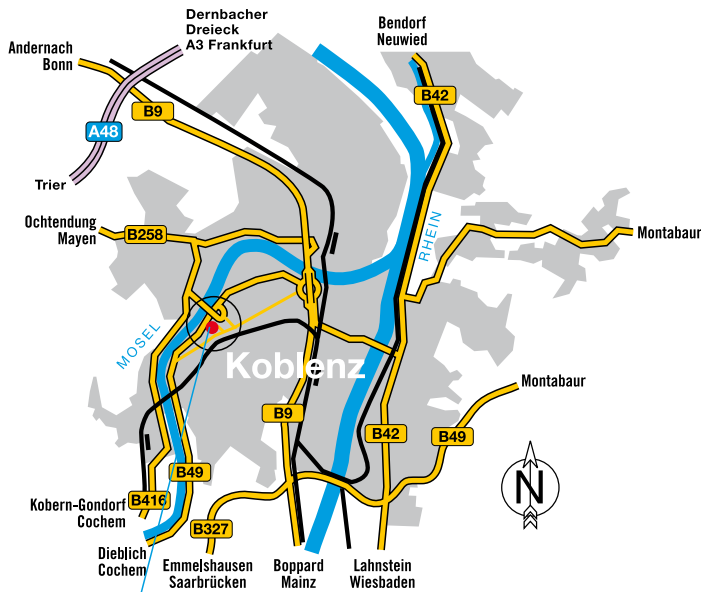 Dernbacher
Dreieck
A3 Frankfurt
Bendorf
Neuwied
Andernach
Bonn
B42
B9
A48
Trier
Ochtendung
Mayen
B258
RHEIN
Montabaur
MOSEL
Koblenz
Montabaur
B9
B42
B49
B49
B416
Kobern-Gondorf
Cochem
N
B327
Dieblich
Cochem
Emmelshausen
Saarbrücken
Boppard
Mainz
Lahnstein
Wiesbaden